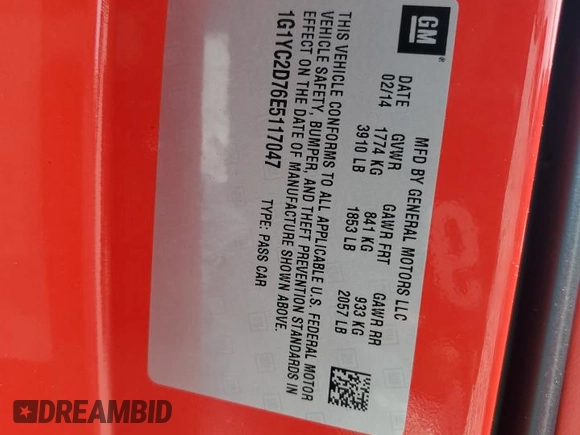 GM
MFD BY GENERAL MOTORS LLC
DATE GVWR GAWR FRT GAWR RR
02/14 1774 KG 841 KG 933 KG
3910 LB 1853 LB 2057 LB
THIS VEHICLE CONFORMS TO ALL APPLICABLE U.S. FEDERAL MOTOR
VEHICLE SAFETY, BUMPER, AND THEFT PREVENTION STANDARDS IN
EFFECT ON THE DATE OF MANUFACTURE SHOWN ABOVE.
1G1YC2D76E5117047 TYPE: PASS CAR
DREAMBID